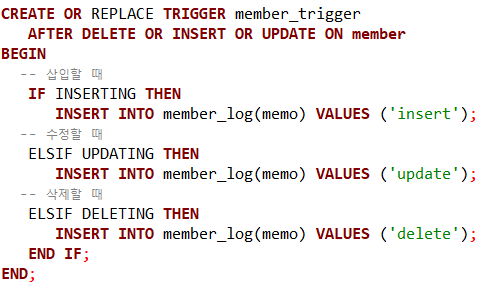 CREATE OR REPLACE TRIGGER member_trigger
AFTER DELETE OR INSERT OR UPDATE ON member
BEGIN
-- 삽입할 때
IF INSERTING THEN
INSERT INTO member_log(memo) VALUES ('insert');
-- 수정할 때
ELSIF UPDATING THEN
INSERT INTO member_log(memo) VALUES ('update');
-- 삭제할 때
ELSIF DELETING THEN
INSERT INTO member_log(memo) VALUES ('delete');
END IF;
END;